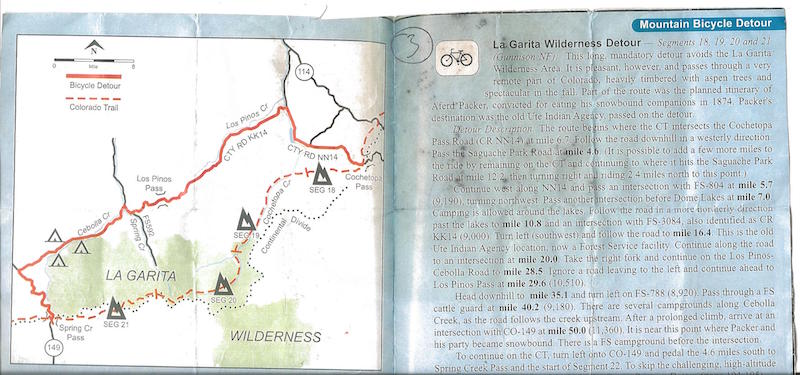 N
0 Mile 8
Bicycle Detour
Colorado Trail
114
Los Pinos Cr
CTY RD KK14
CTY RD NN14
SEG 18
Cochetopa
Pass
Los Pinos
Pass
Cochetopa Cr
Cebolla Cr
FS592
Spring Cr
SEG 19
Continental Divide
LA GARITA
SEG 20
SEG 21
Spring Cr
Pass
WILDERNESS
149
3
Mountain Bicycle Detour
La Garita Wilderness Detour — Segments 18, 19, 20 and 21
(Gunnison NF) This long, mandatory detour avoids the La Garita
Wilderness Area. It is pleasant, however, and passes through a very
remote part of Colorado, heavily timbered with aspen trees and
spectacular in the fall. Part of the route was the planned itinerary of
Alferd Packer, convicted for eating his snowbound companions in 1874. Packer's
destination was the old Ute Indian Agency, passed on the detour.
Detour Description The route begins where the CT intersects the Cochetopa
Pass Road (CR NN14) at mile 6.7. Follow the road downhill in a westerly direction.
Pass the Saguache Park Road at mile 4.6 (It is possible to add a few more miles to
the ride by remaining on the CT and continuing to where it hits the Saguache Park
Road at mile 12.2, then turning right and riding 2.4 miles north to this point.)
Continue west along NN14 and pass an intersection with FS-804 at mile 5.7
(9,190), turning northwest. Pass another intersection before Dome Lakes at mile 7.0
Camping is allowed around the lakes. Follow the road in a more northerly direction
past the lakes to mile 10.8 and an intersection with FS-3084, also identified as CR
KK14 (9,000). Turn left (southwest) and follow the road to mile 16.4. This is the old
Ute Indian Agency location, now a Forest Service facility. Continue along the road
to an intersection at mile 20.0. Take the right fork and continue on the Los Pinos-
Cebolla Road to mile 28.5. Ignore a road leading to the left and continue ahead to
Los Pinos Pass at mile 29.6 (10,510).
Head downhill to mile 35.1 and turn left on FS-788 (8,920). Pass through a FS
cattle guard at mile 40.2 (9,180). There are several campgrounds along Cebolla
Creek, as the road follows the creek upstream. After a prolonged climb, arrive at an
intersection with CO-149 at mile 50.0 (11,360). It is near this point where Packer and
his party became snowbound. There is a FS campground before the intersection.
To continue on the CT, turn left onto CO-149 and pedal the 4.6 miles south to
Spring Creek Pass and the start of Segment 22. To skip the challenging, high-altitude